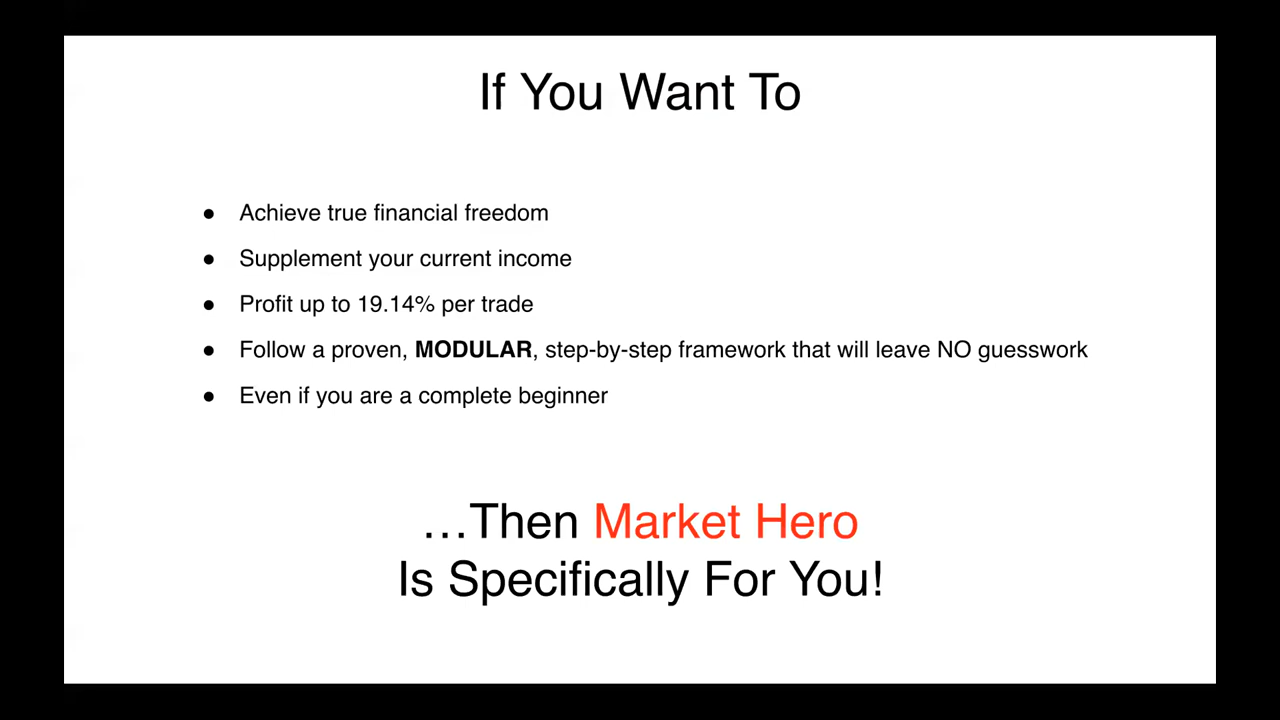 If You Want To
● Achieve true financial freedom
● Supplement your current income
● Profit up to 19.14% per trade
● Follow a proven, MODULAR, step-by-step framework that will leave NO guesswork
● Even if you are a complete beginner
…Then Market Hero
Is Specifically For You!